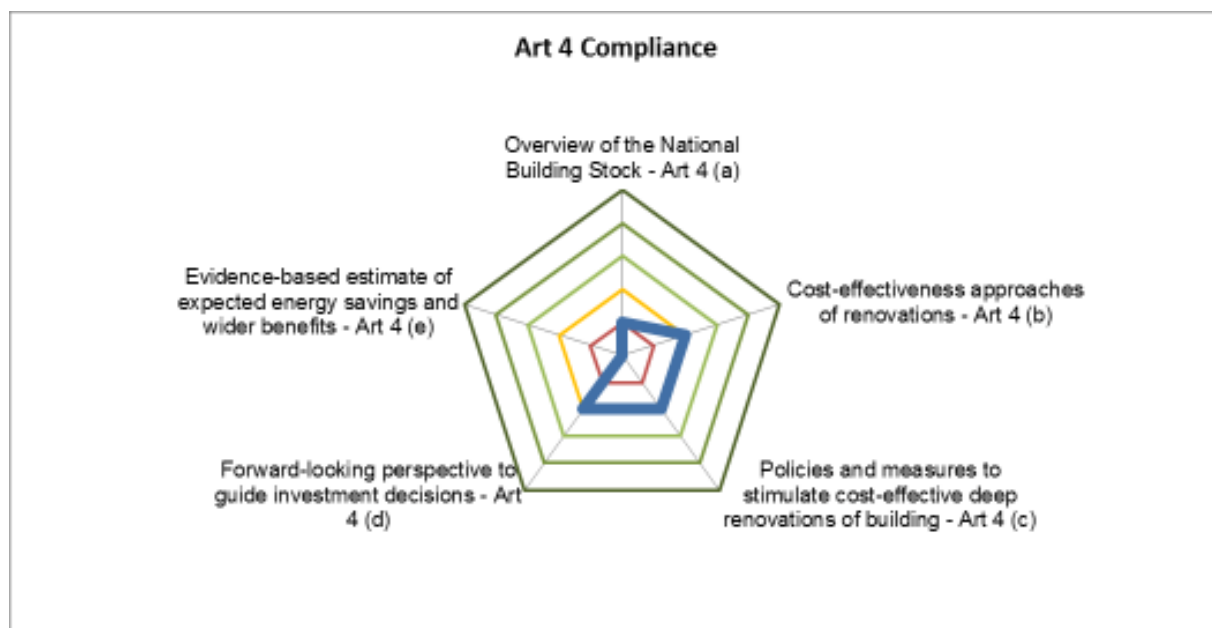 Art 4 Compliance
Overview of the National
Building Stock - Art 4 (a)
Cost-effectiveness approaches
of renovations - Art 4 (b)
Policies and measures to
stimulate cost-effective deep
renovations of building - Art 4 (c)
Forward-looking perspective to
guide investment decisions - Art
4 (d)
Evidence-based estimate of
expected energy savings and
wider benefits - Art 4 (e)